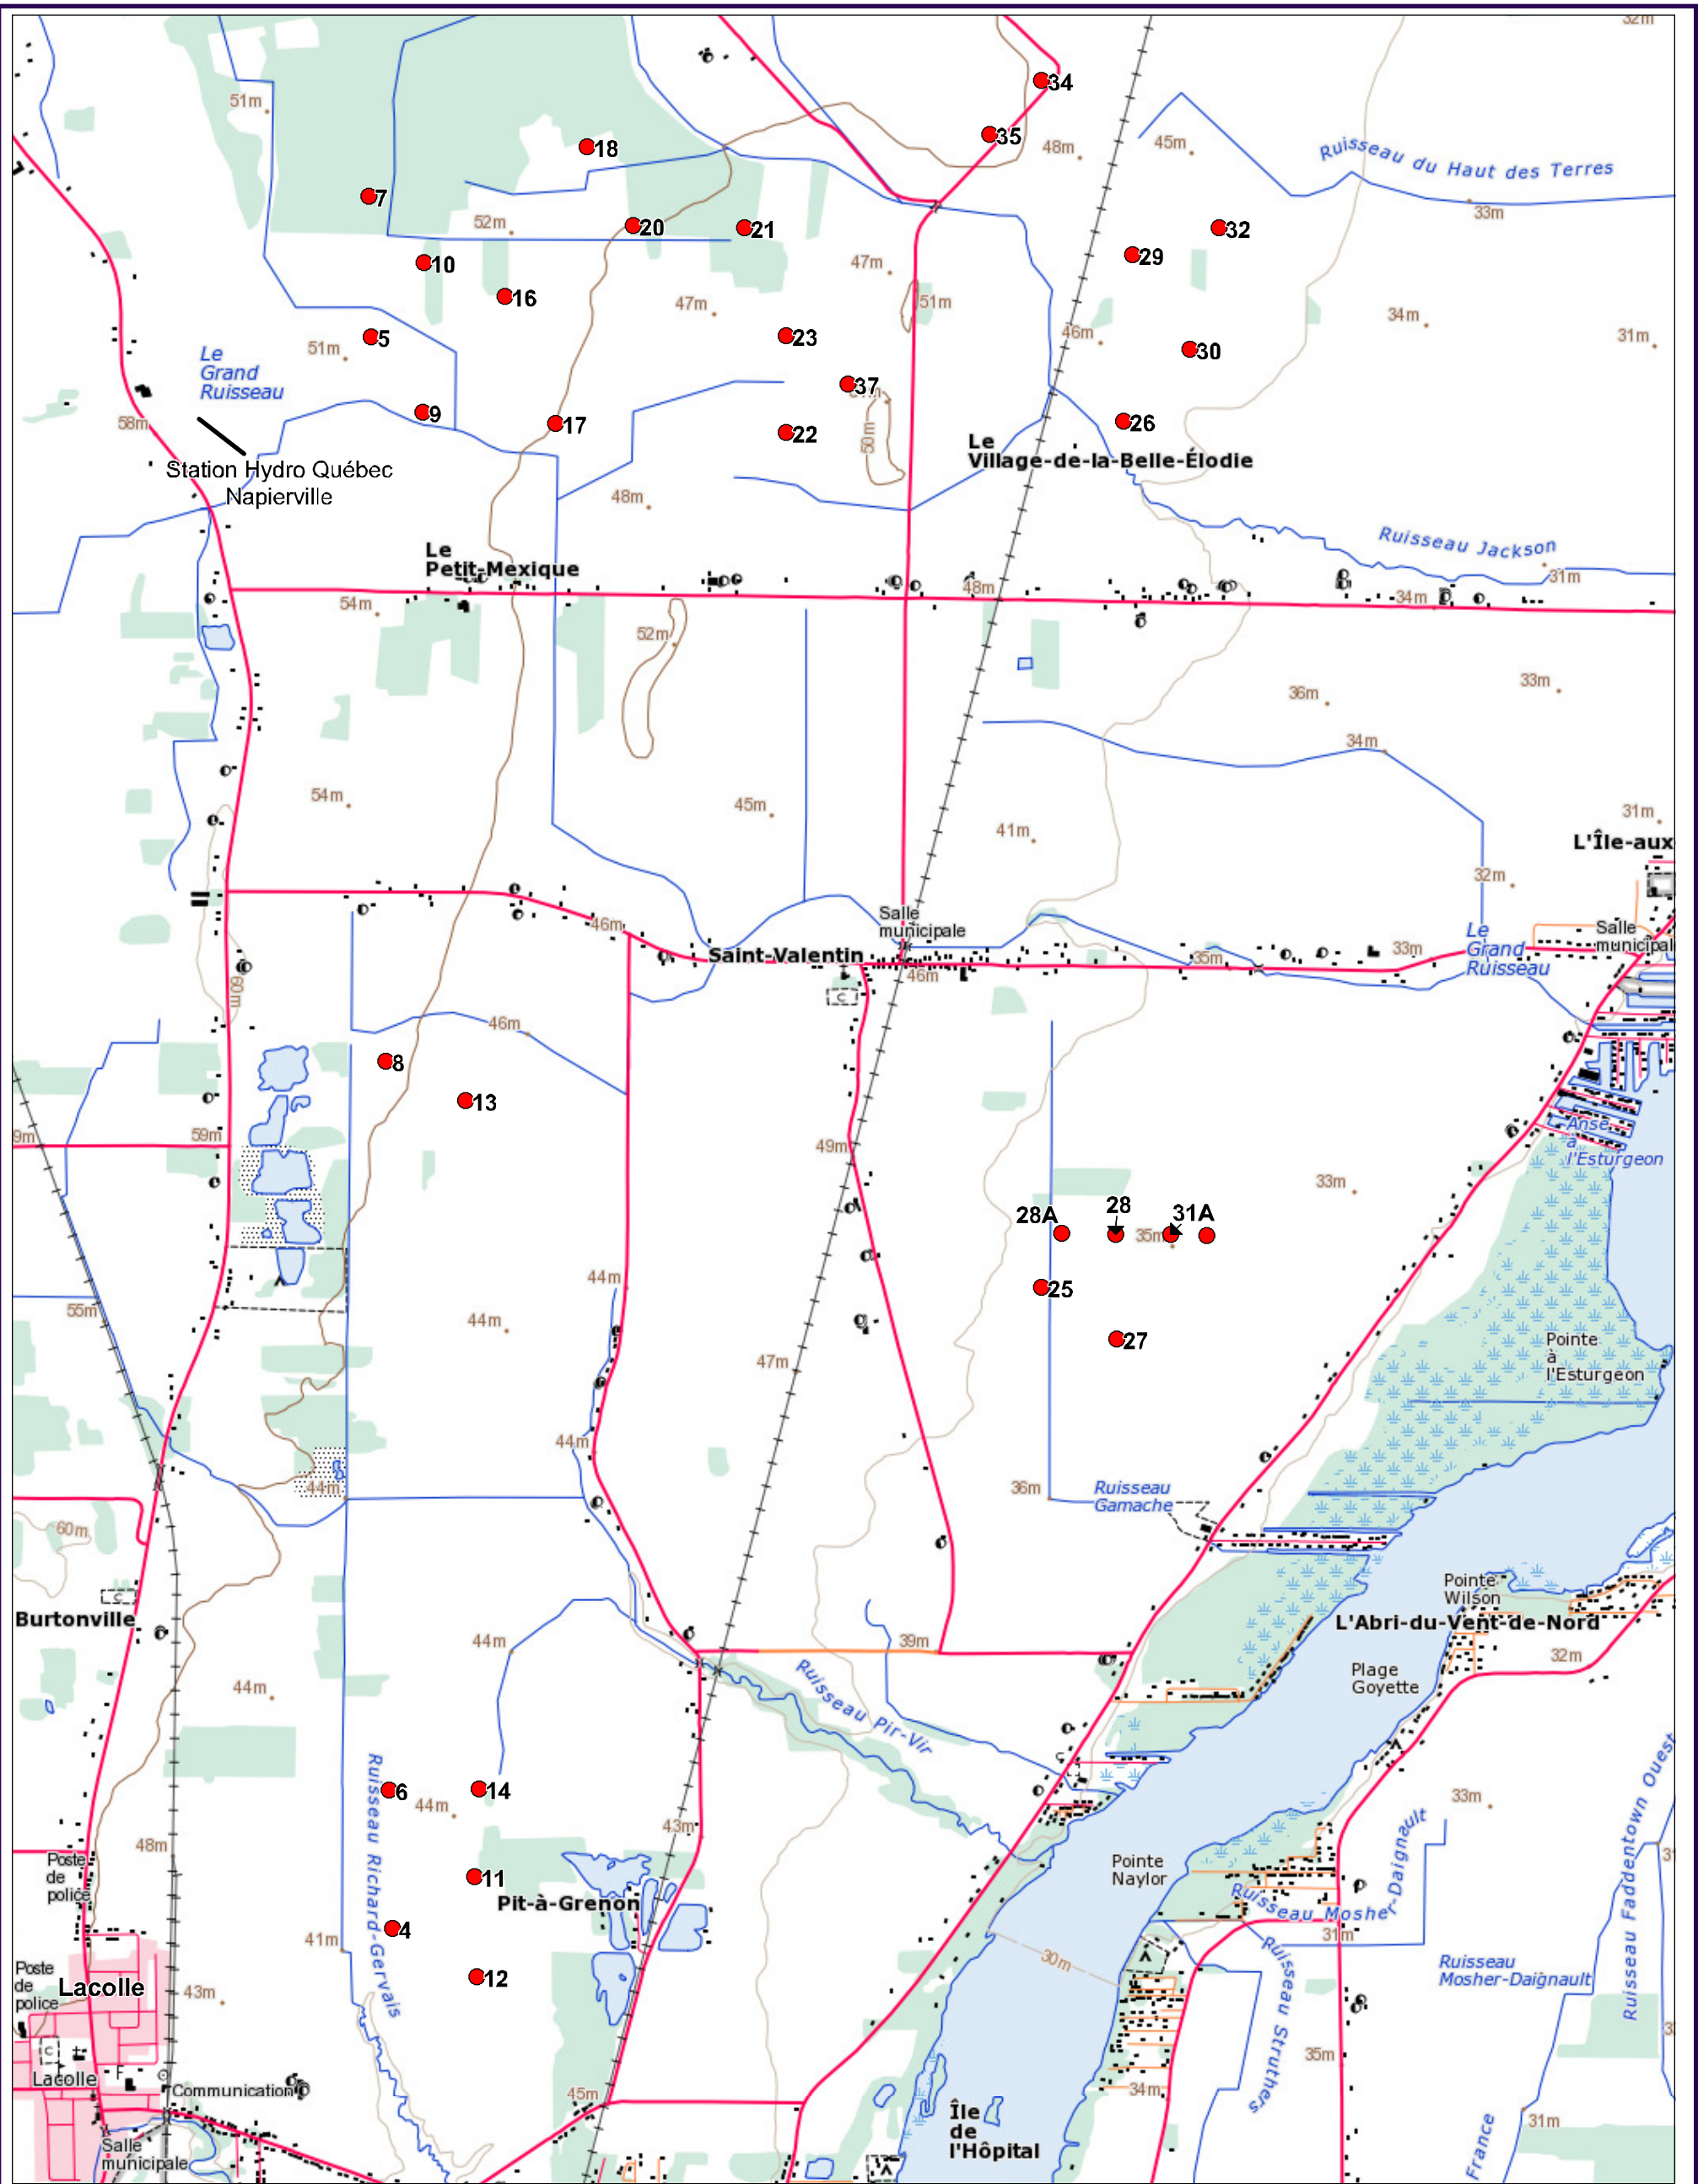 32m
51m
34
35
48m
45m
Ruisseau du Haut des Terres
18
7
52m
20
21
33m
32
29
10
47m
16
47m
51m
34m
31m
46m
5
51m
23
30
Le
Grand
Ruisseau
37
9
17
22
50m
26
58m
Le
Village-de-la-Belle-Élodie
Station Hydro Québec
Napierville
48m
Ruisseau Jackson
Le
Petit-Mexique
31m
48m
34m
54m
52m
33m
36m
34m
54m
45m
41m
31m
L'Île-aux
32m
Salle
municipale
46m
Saint-Valentin
46m
35m
33m
Le
Grand
Ruisseau
Salle
municipal
60m
C
46m
8
13
59m
9m
Anse
à
l'Esturgeon
49m
33m
28A
28
31A
35m
25
44m
55m
44m
27
Pointe
à
l'Esturgeon
47m
44m
44m
36m
Ruisseau
Gamache
60m
C
Burtonville
Pointe
Wilson
L'Abri-du-Vent-de-Nord
44m
39m
32m
Plage
Goyette
44m
Ruisseau Pir-Vir
Ruisseau Richard-Gervais
6
14
44m
43m
33m
Ruisseau Faddentown Ouest
48m
Poste
de
police
11
Pit-à-Grenon
Pointe
Naylor
Ruisseau Mosher-Daignault
4
41m
31m
30m
12
Poste
de
police
Lacolle
43m
Ruisseau
Mosher-Daignault
Ruisseau Struthers
35m
C
Lacolle
F
Communication
45m
34m
31m
Île
de
l'Hôpital
France
Salle
municipale